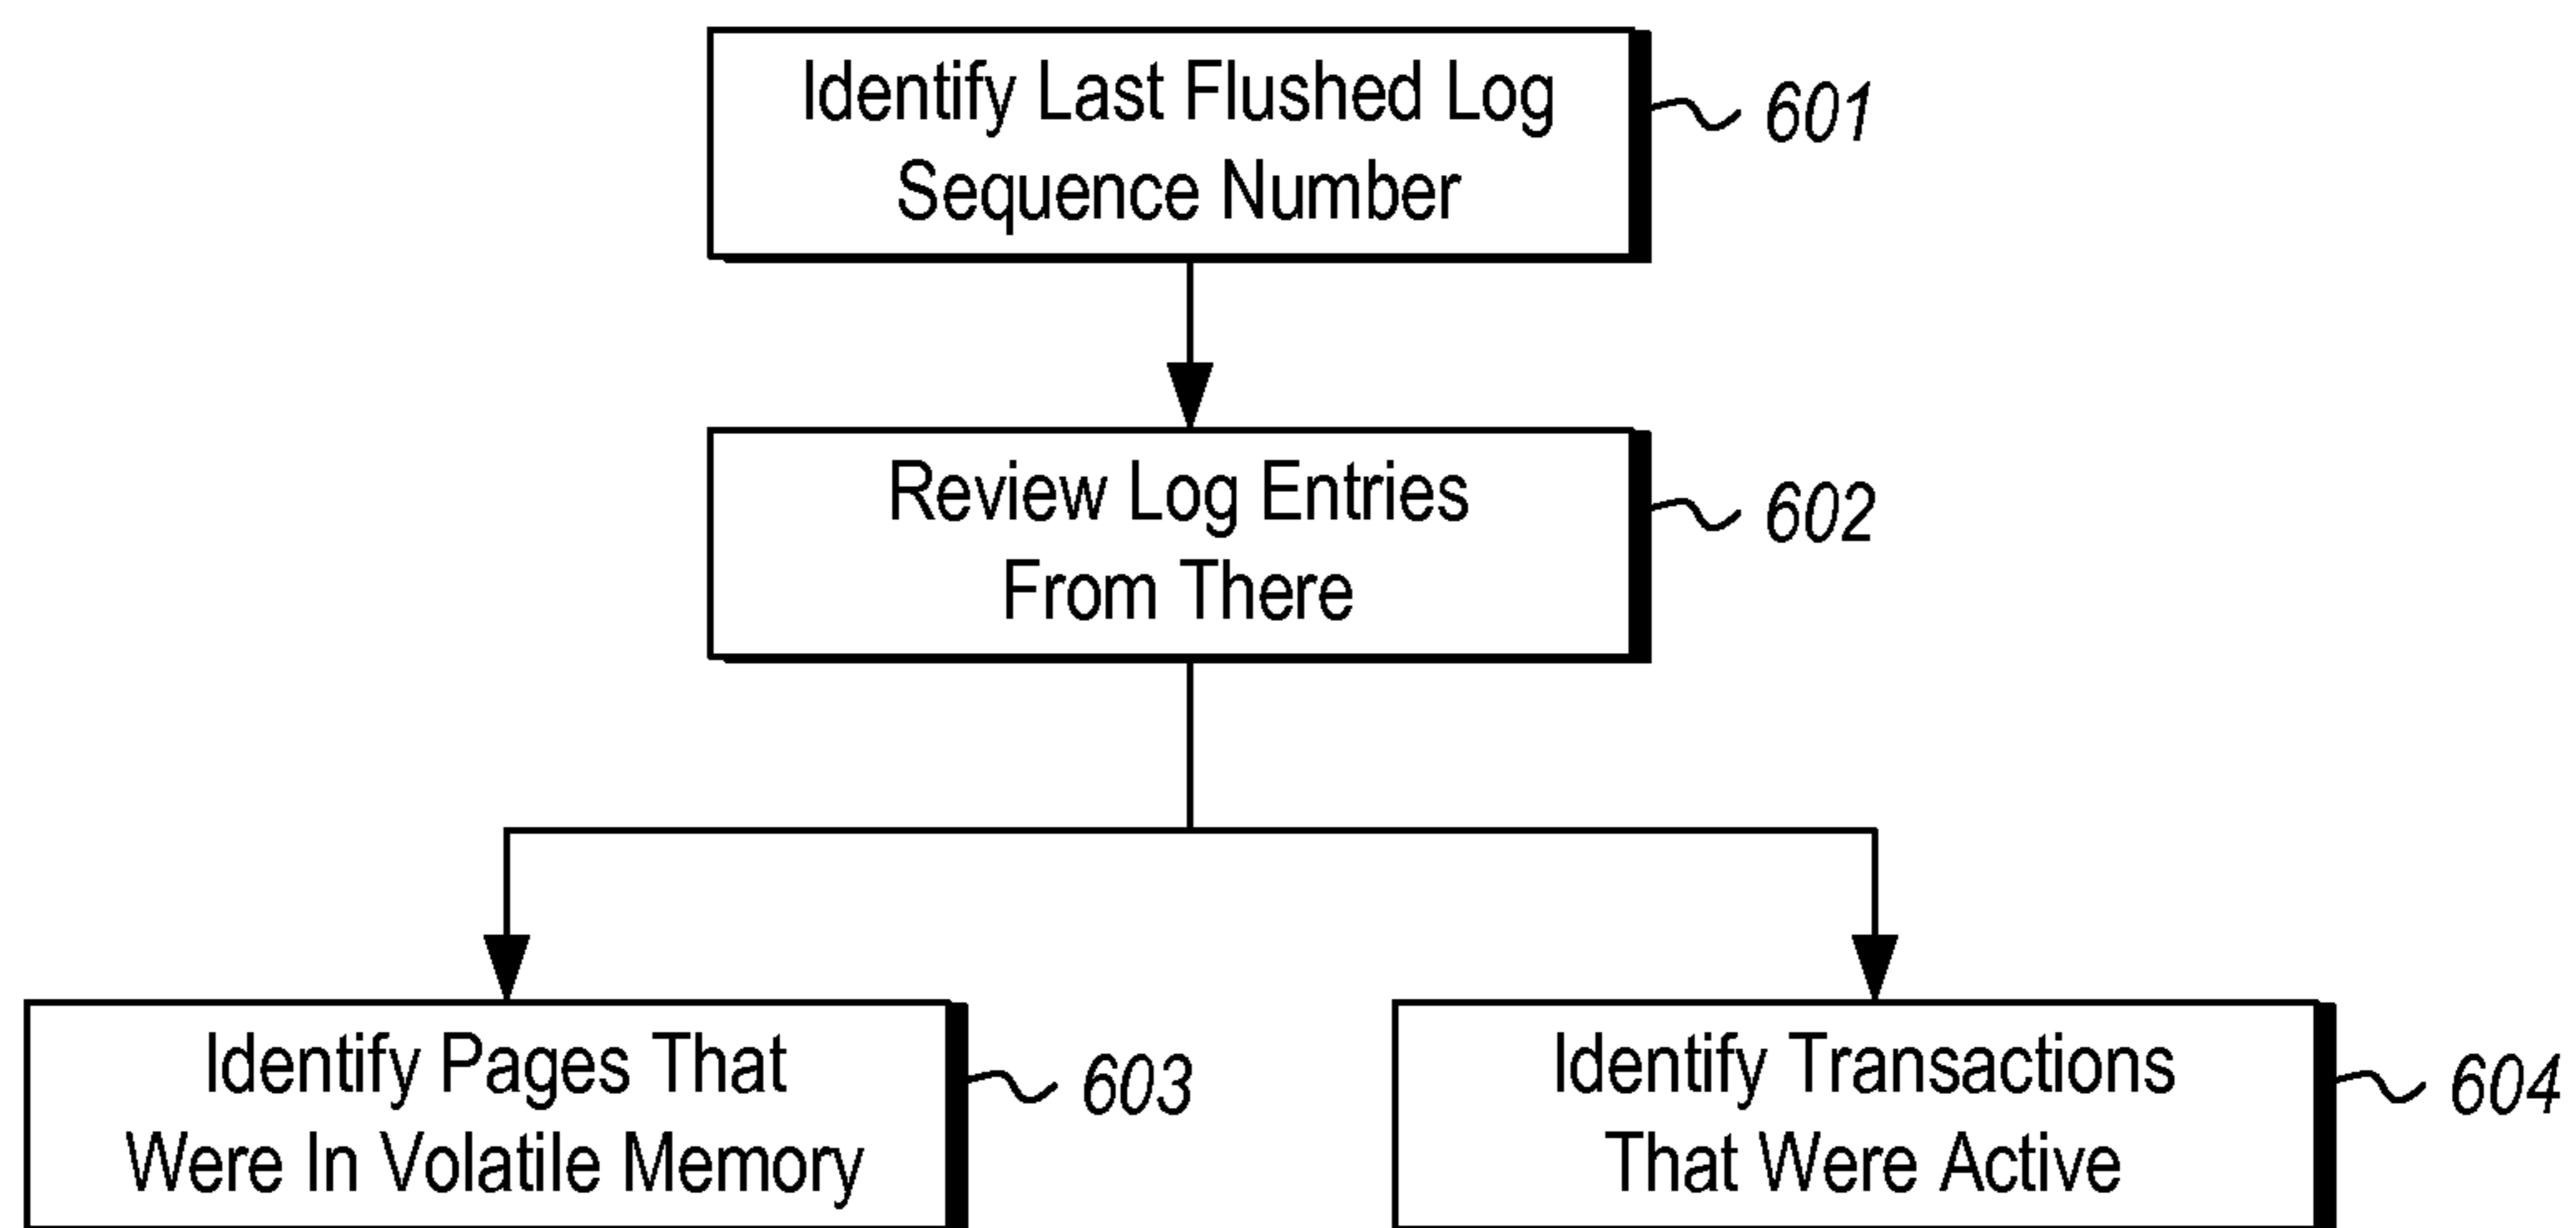 Identify Last Flushed Log
Sequence Number
601
Review Log Entries
From There
602
Identify Pages That
Were In Volatile Memory
603
Identify Transactions
That Were Active
604